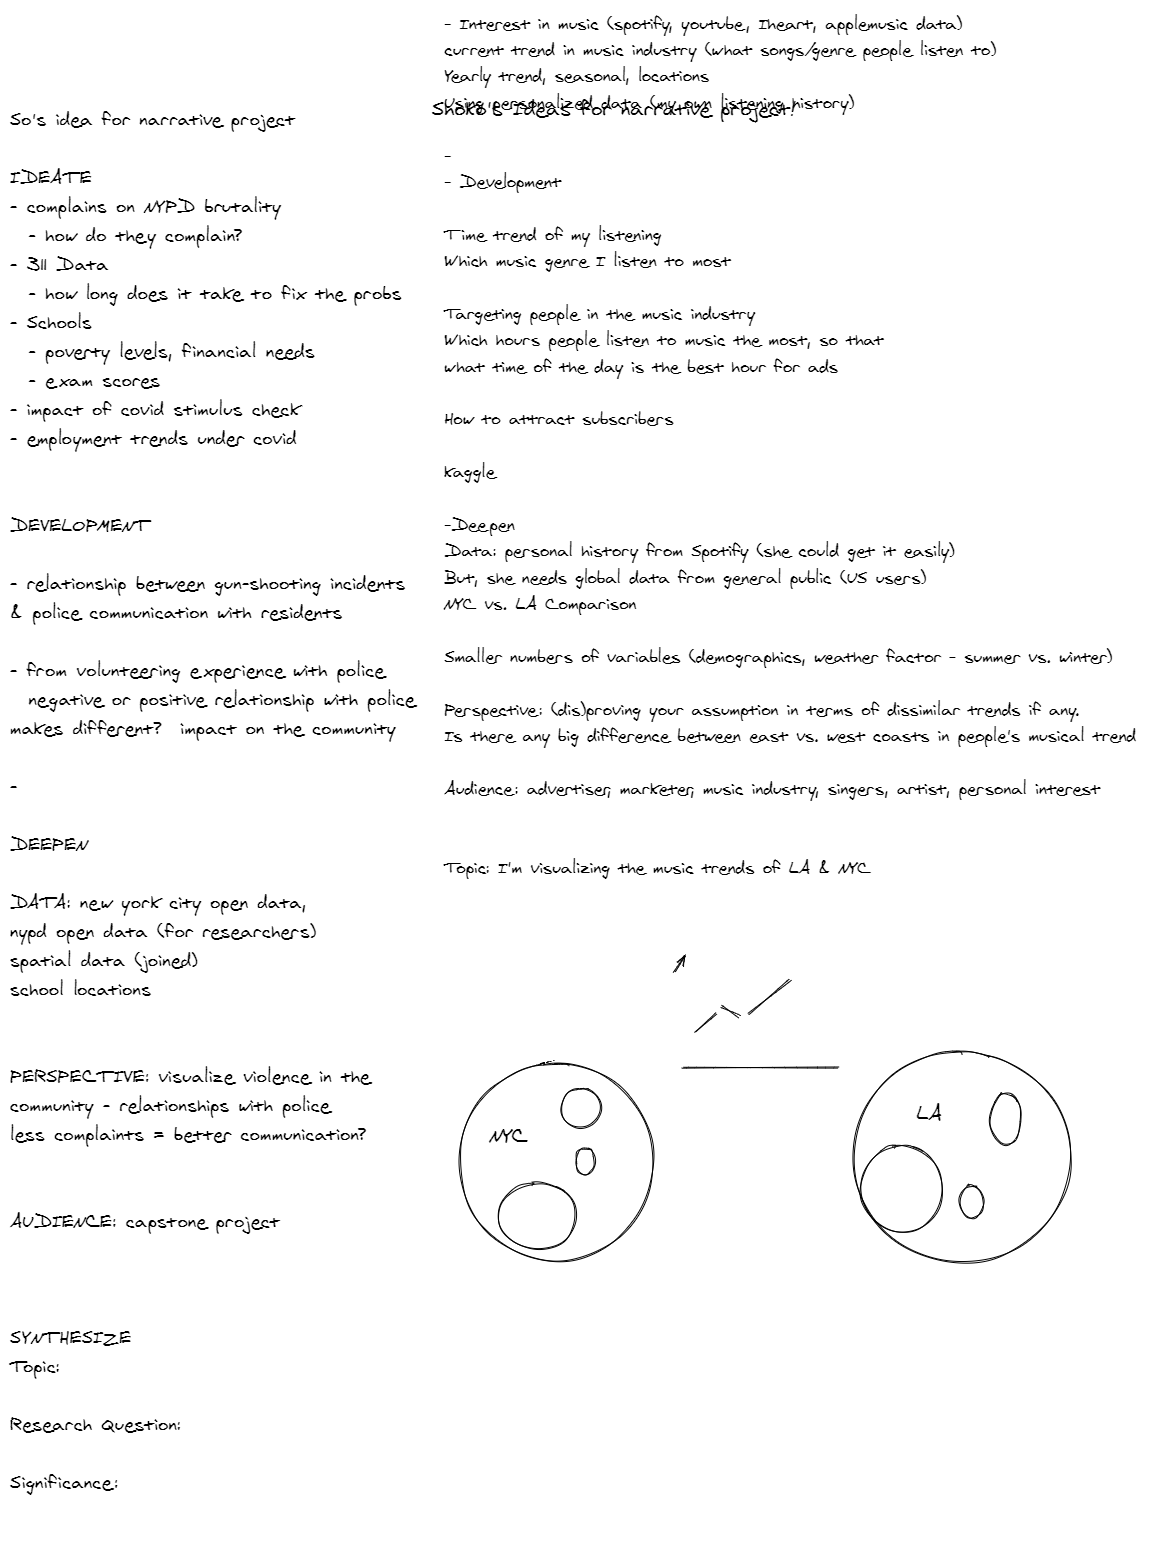 So's idea for narrative project
IDEATE
- complains on NYPD brutality
- how do they complain?
- 311 Data
- how long does it take to fix the probs
- Schools
- poverty levels, financial needs
- exam scores
- impact of covid stimulus check
- employment trends under covid
DEVELOPMENT
- relationship between gun-shooting incidents
& police communication with residents
- from volunteering experience with police
negative or positive relationship with police
makes different? impact on the community
-
DEEPEN
DATA: new york city open data,
nypd open data (for researchers)
spatial data (joined)
school locations
PERSPECTIVE: visualize violence in the
community - relationships with police
less complaints = better communication?
AUDIENCE: capstone project
SYNTHESIZE
Topic:
Research Question:
Significance:
- Interest in music (spotify, youtube, Iheart, applemusic data)
current trend in music industry (what songs/genre people listen to)
Yearly trend, seasonal, locations
Using personalized data (my own listening history)
Shoko's Ideas for narrative project!
-
- Development
Time trend of my listening
Which music genre I listen to most
Targeting people in the music industry
Which hours people listen to music the most, so that
what time of the day is the best hour for ads
How to attract subscribers
Kaggle
-Deepen
Data: personal history from Spotify (she could get it easily)
But, she needs global data from general public (US users)
NYC vs. LA Comparison
Smaller numbers of variables (demographics, weather factor - summer vs. winter)
Perspective: (dis)proving your assumption in terms of dissimilar trends if any.
Is there any big difference between east vs. west coasts in people's musical trend
Audience: advertiser, marketer, music industry, singers, artist, personal interest
Topic: I'm visualizing the music trends of LA & NYC
NYC
LA